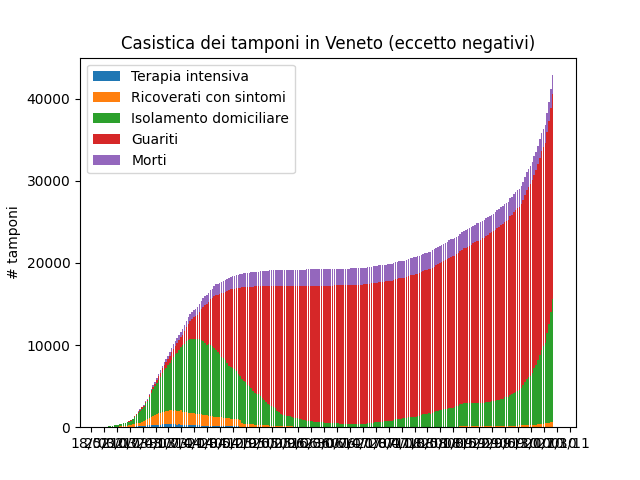 Casistica dei tamponi in Veneto (eccetto negativi)
Terapia intensiva
Ricoverati con sintomi
Isolamento domiciliare
Guariti
Morti
# tamponi
40000
30000
20000
10000
0